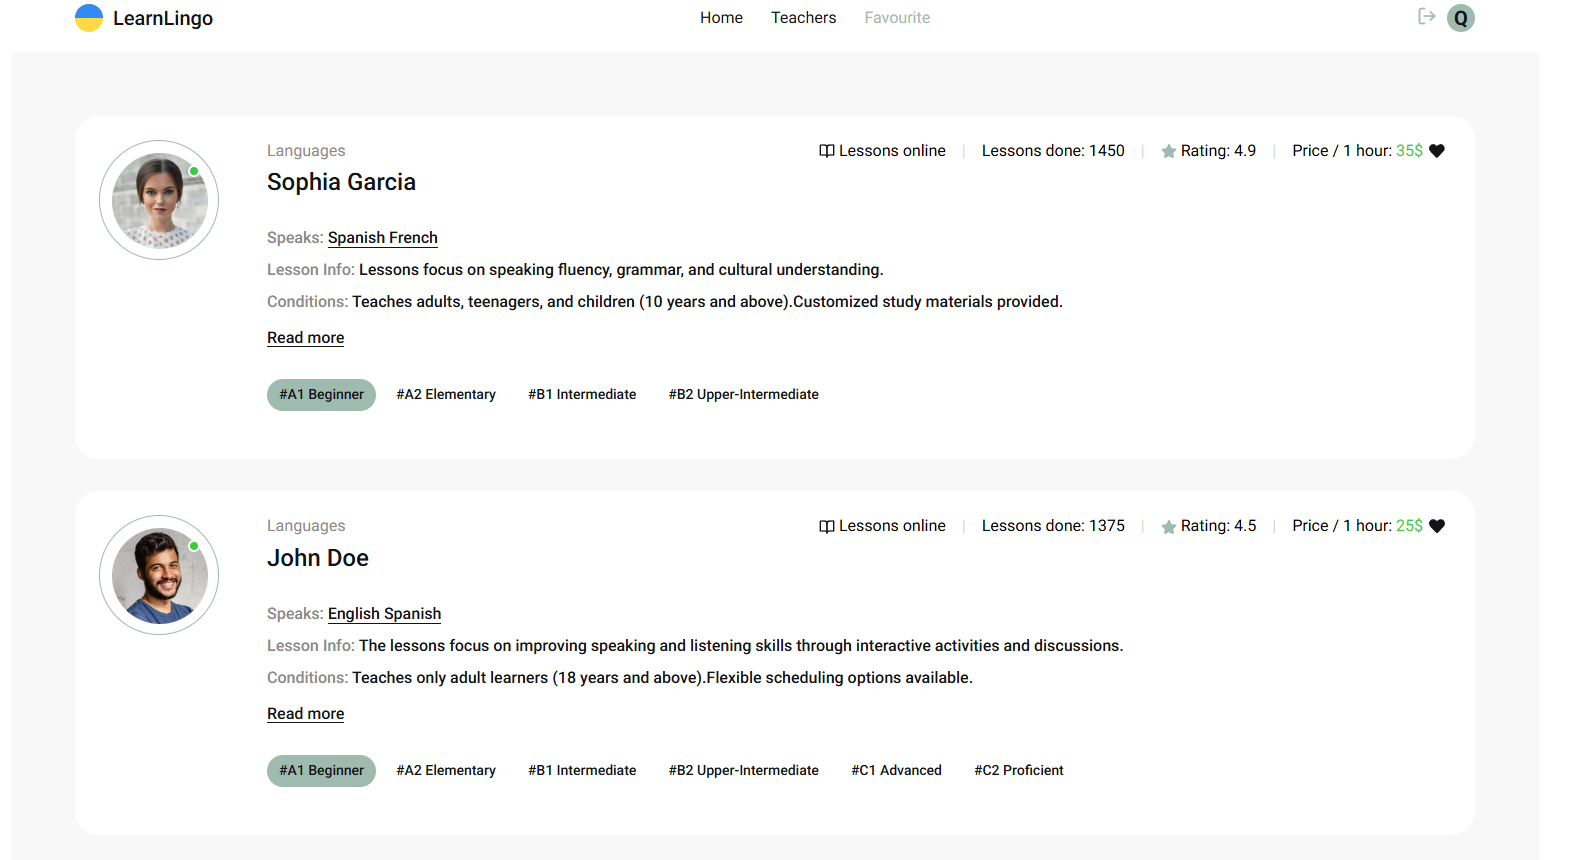 LearnLingo
Home Teachers Favourite
Q
Languages
Lessons online | Lessons done: 1450 | Rating: 4.9 | Price / 1 hour: 35$
Sophia Garcia
Speaks: Spanish French
Lesson Info: Lessons focus on speaking fluency, grammar, and cultural understanding.
Conditions: Teaches adults, teenagers, and children (10 years and above).Customized study materials provided.
Read more
#A1 Beginner #A2 Elementary #B1 Intermediate #B2 Upper-Intermediate
Languages
Lessons online | Lessons done: 1375 | Rating: 4.5 | Price / 1 hour: 25$
John Doe
Speaks: English Spanish
Lesson Info: The lessons focus on improving speaking and listening skills through interactive activities and discussions.
Conditions: Teaches only adult learners (18 years and above).Flexible scheduling options available.
Read more
#A1 Beginner #A2 Elementary #B1 Intermediate #B2 Upper-Intermediate #C1 Advanced #C2 Proficient